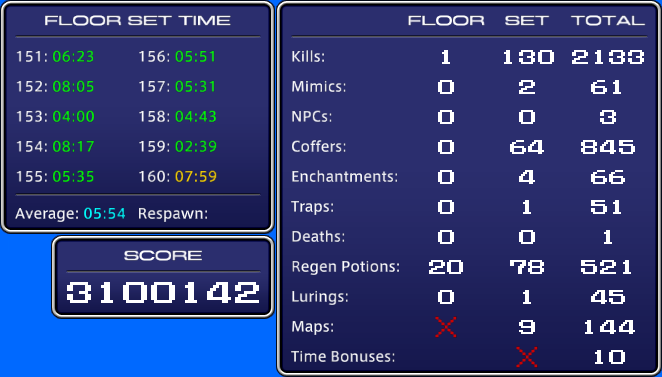 FLOOR SET TIME
151: 06:23 156: 05:51
152: 08:05 157: 05:31
153: 04:00 158: 04:43
154: 08:17 159: 02:39
155: 05:35 160: 07:59
Average: 05:54 Respawn:
SCORE
3100142
FLOOR SET TOTAL
Kills: 1 130 2133
Mimics: 0 2 61
NPCs: 0 0 3
Coffers: 0 64 845
Enchantments: 0 4 66
Traps: 0 1 51
Deaths: 0 0 1
Regen Potions: 20 78 521
Lurings: 0 1 45
Maps: 9 144
Time Bonuses: 10